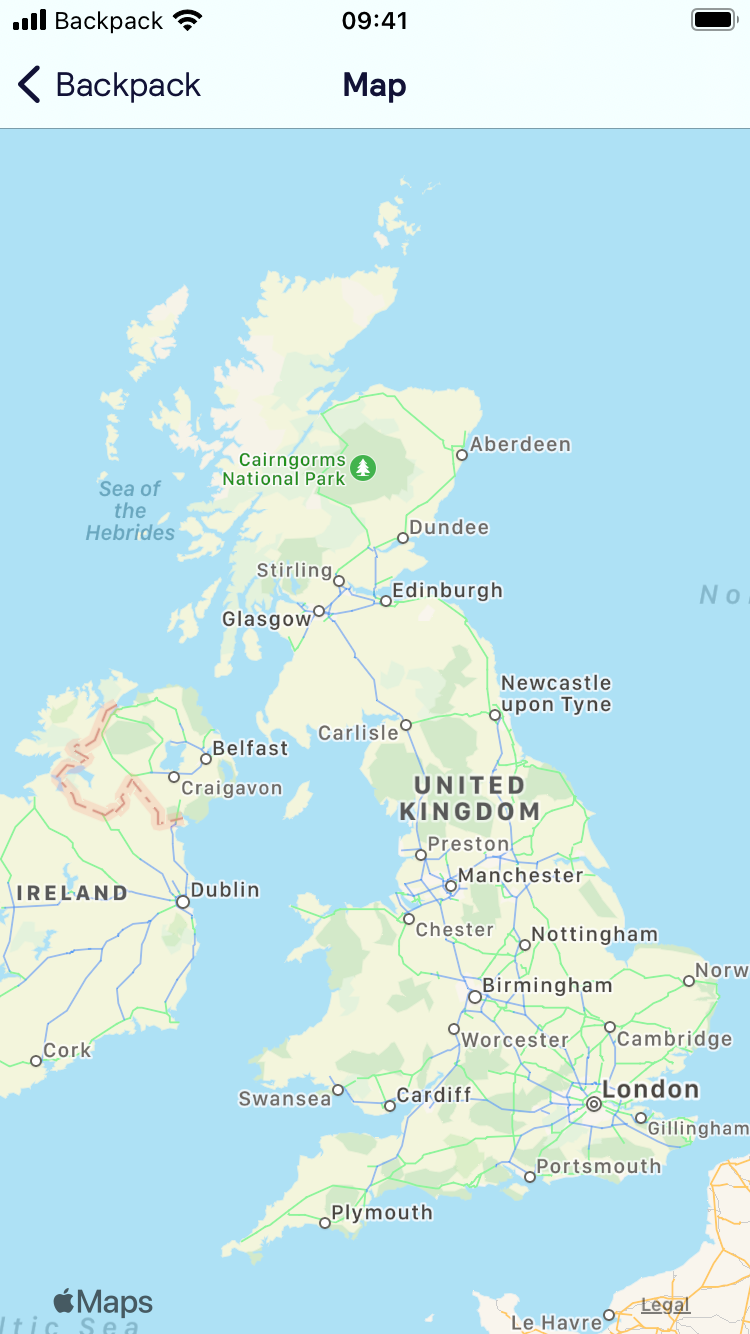 Backpack 09:41
Backpack Map
Aberdeen
Cairngorms
National Park
Sea of
the
Hebrides
Dundee
Stirling
Edinburgh
Glasgow
No
Newcastle
upon Tyne
Carlisle
Belfast
Craigavon
UNITED
KINGDOM
Preston
Manchester
IRELAND
Dublin
Chester
Nottingham
Norw
Birmingham
Worcester
Cambridge
Cork
London
Swansea
Cardiff
Gillingham
Portsmouth
Plymouth
Maps
Legal
ltic Sea
Le Havre